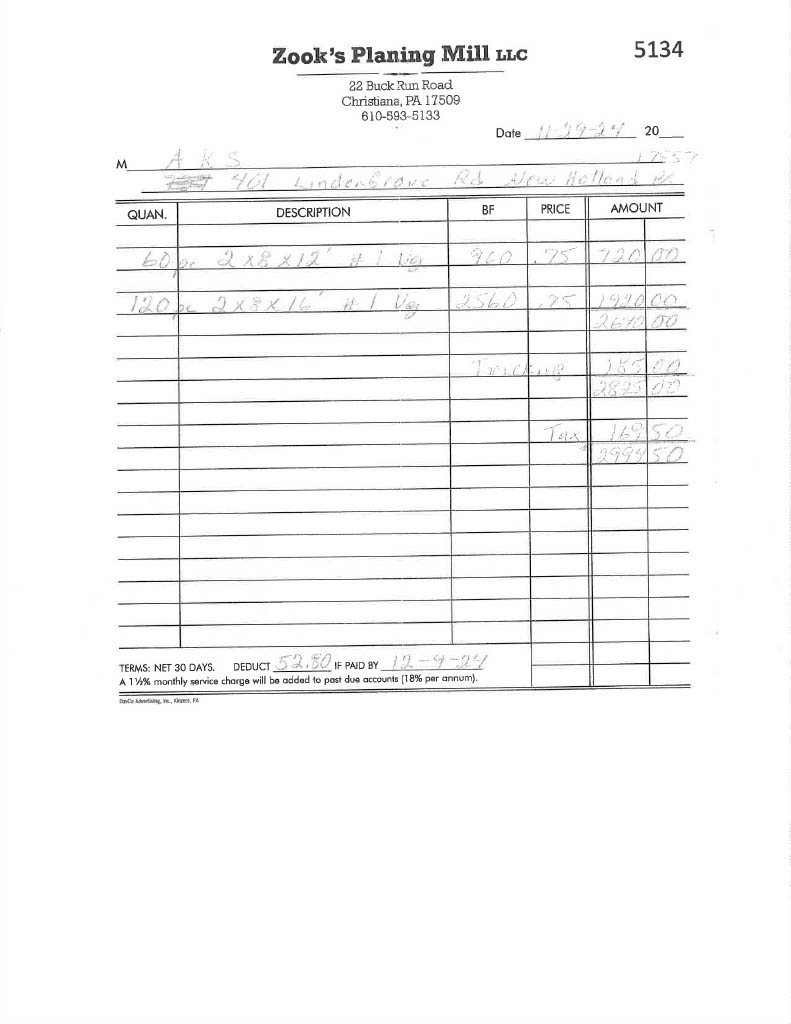 Zook's Planing Mill LLC 5134
22 Buck Run Road
Christiana, PA 17509
610-593-5133
Date 11-29-24 20
M A K S 17557
401 LindenGrove Rd New Holland PA
QUAN. DESCRIPTION BF PRICE AMOUNT
60 pc 2x8x12' #1 960 .75 720 00
120 pc 2x8x16' #1 2560 .75 1920 00
2640 00
Trucking 185 00
2825 00
Tax 169 50
2994 50
TERMS: NET 30 DAYS. DEDUCT 52.80 IF PAID BY 12-9-24
A 1½% monthly service charge will be added to past due accounts (18% per annum).
DavCo Advertising, Inc., Kinzers, PA